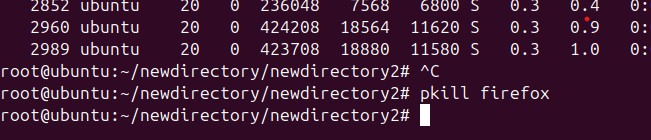 2852 ubuntu 20 0 236048 7568 6800 S 0.3 0.4 0:
2960 ubuntu 20 0 424208 18564 11620 S 0.3 0.9 0:
2989 ubuntu 20 0 423708 18880 11580 S 0.3 1.0 0:
root@ubuntu:~/newdirectory/newdirectory2# ^C
root@ubuntu:~/newdirectory/newdirectory2# pkill firefox
root@ubuntu:~/newdirectory/newdirectory2#